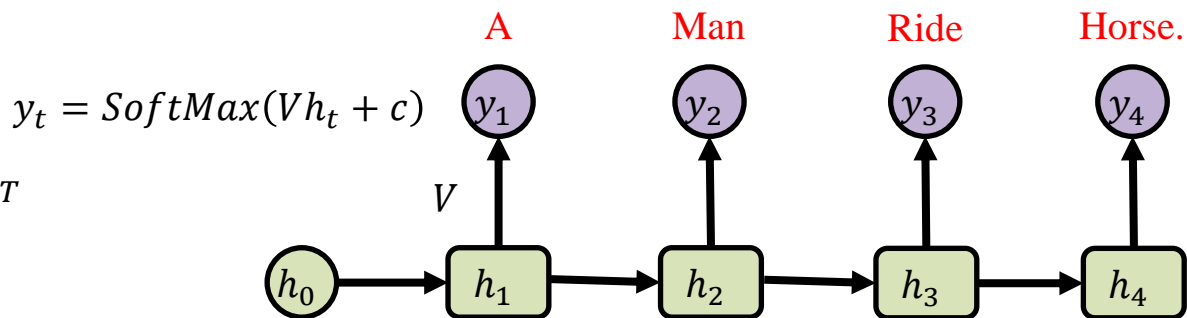 A Man Ride Horse.
y_t = SoftMax(Vh_t + c) y_1 y_2 y_3 y_4
T
V
h_0 h_1 h_2 h_3 h_4